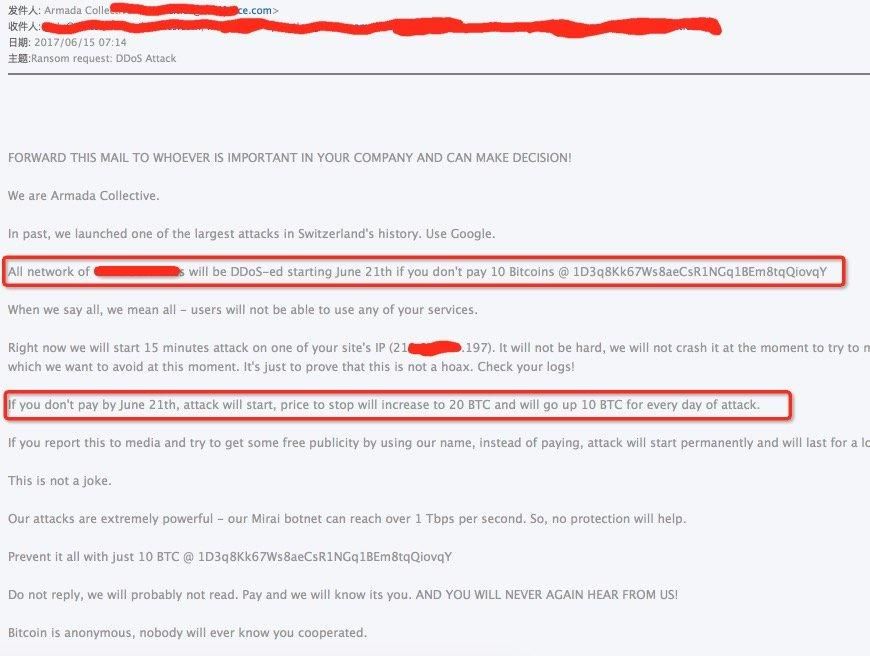 发件人: Armada Colle ce.com>
收件人:
日期: 2017/06/15 07:14
主题:Ransom request: DDoS Attack
FORWARD THIS MAIL TO WHOEVER IS IMPORTANT IN YOUR COMPANY AND CAN MAKE DECISION!
We are Armada Collective.
In past, we launched one of the largest attacks in Switzerland's history. Use Google.
All network of s will be DDoS-ed starting June 21th if you don't pay 10 Bitcoins @ 1D3q8Kk67Ws8aeCsR1NGq1BEm8tqQiovqY
When we say all, we mean all - users will not be able to use any of your services.
Right now we will start 15 minutes attack on one of your site's IP (21 .197). It will not be hard, we will not crash it at the moment to try to m
which we want to avoid at this moment. It's just to prove that this is not a hoax. Check your logs!
If you don't pay by June 21th, attack will start, price to stop will increase to 20 BTC and will go up 10 BTC for every day of attack.
If you report this to media and try to get some free publicity by using our name, instead of paying, attack will start permanently and will last for a lo
This is not a joke.
Our attacks are extremely powerful - our Mirai botnet can reach over 1 Tbps per second. So, no protection will help.
Prevent it all with just 10 BTC @ 1D3q8Kk67Ws8aeCsR1NGq1BEm8tqQiovqY
Do not reply, we will probably not read. Pay and we will know its you. AND YOU WILL NEVER AGAIN HEAR FROM US!
Bitcoin is anonymous, nobody will ever know you cooperated.